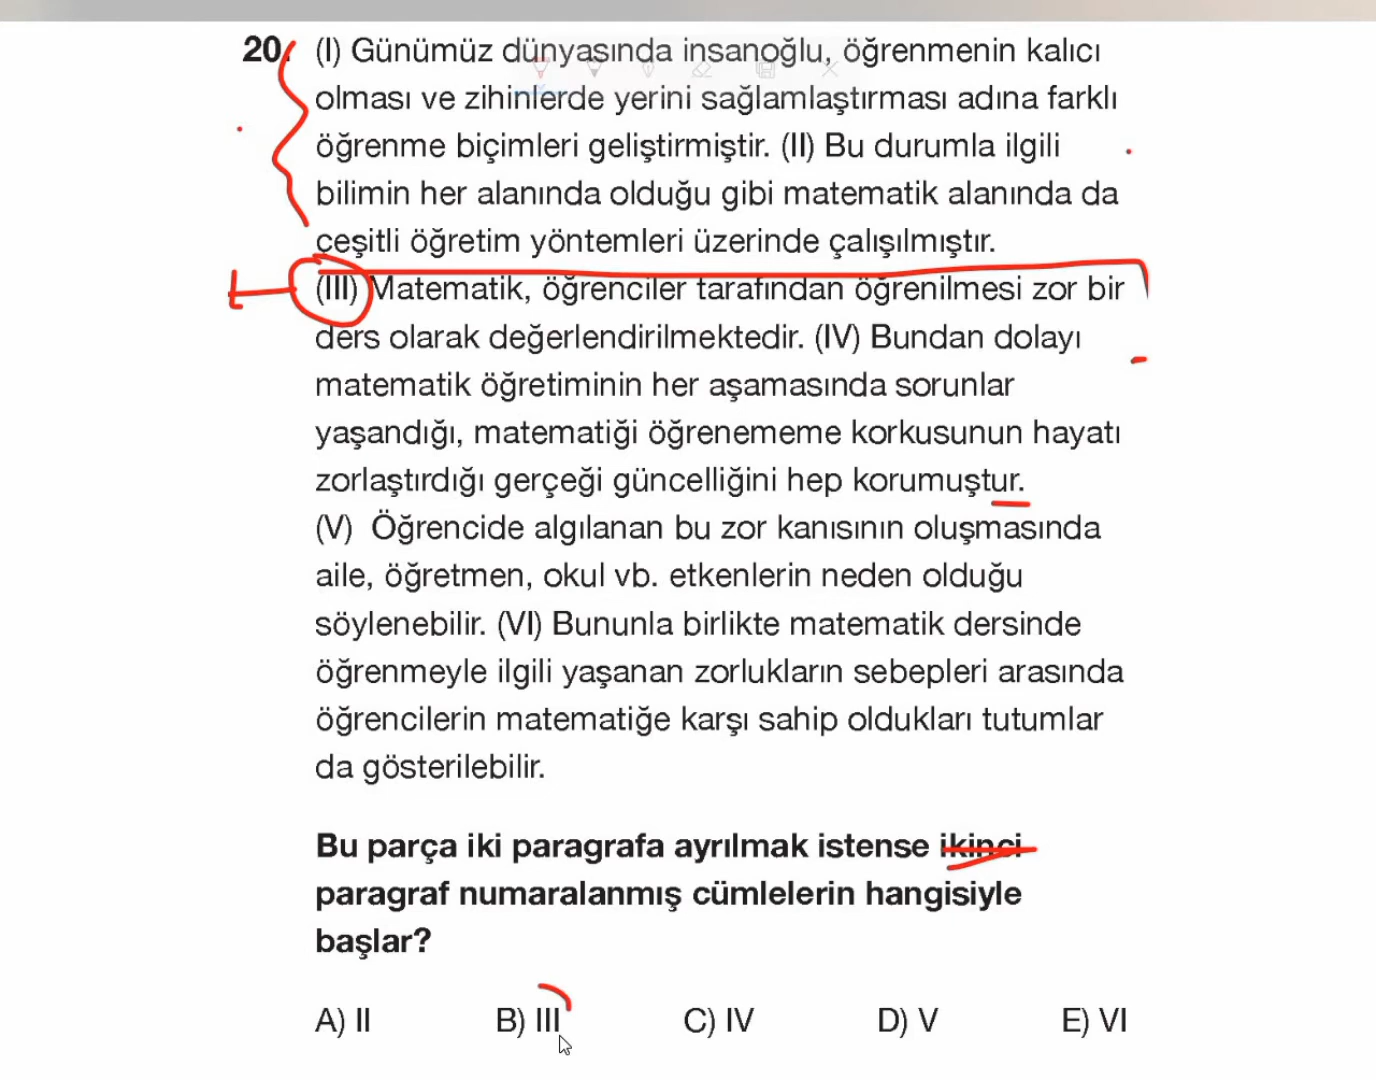 20. (I) Günümüz dünyasında insanoğlu, öğrenmenin kalıcı
olması ve zihinlerde yerini sağlamlaştırması adına farklı
öğrenme biçimleri geliştirmiştir. (II) Bu durumla ilgili
bilimin her alanında olduğu gibi matematik alanında da
çeşitli öğretim yöntemleri üzerinde çalışılmıştır.
(III) Matematik, öğrenciler tarafından öğrenilmesi zor bir
ders olarak değerlendirilmektedir. (IV) Bundan dolayı
matematik öğretiminin her aşamasında sorunlar
yaşandığı, matematiği öğrenememe korkusunun hayatı
zorlaştırdığı gerçeği güncelliğini hep korumuştur.
(V) Öğrencide algılanan bu zor kanısının oluşmasında
aile, öğretmen, okul vb. etkenlerin neden olduğu
söylenebilir. (VI) Bununla birlikte matematik dersinde
öğrenmeyle ilgili yaşanan zorlukların sebepleri arasında
öğrencilerin matematiğe karşı sahip oldukları tutumlar
da gösterilebilir.
Bu parça iki paragrafa ayrılmak istense ikinci
paragraf numaralanmış cümlelerin hangisiyle
başlar?
A) II B) III C) IV D) V E) VI